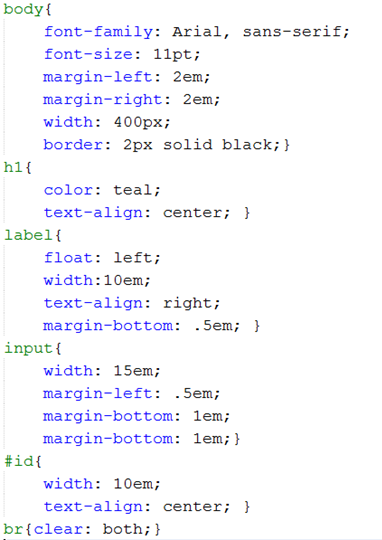 body{
font-family: Arial, sans-serif;
font-size: 11pt;
margin-left: 2em;
margin-right: 2em;
width: 400px;
border: 2px solid black;}
h1{
color: teal;
text-align: center; }
label{
float: left;
width:10em;
text-align: right;
margin-bottom: .5em; }
input{
width: 15em;
margin-left: .5em;
margin-bottom: 1em;
margin-bottom: 1em;}
#id{
width: 10em;
text-align: center; }
br{clear: both;}